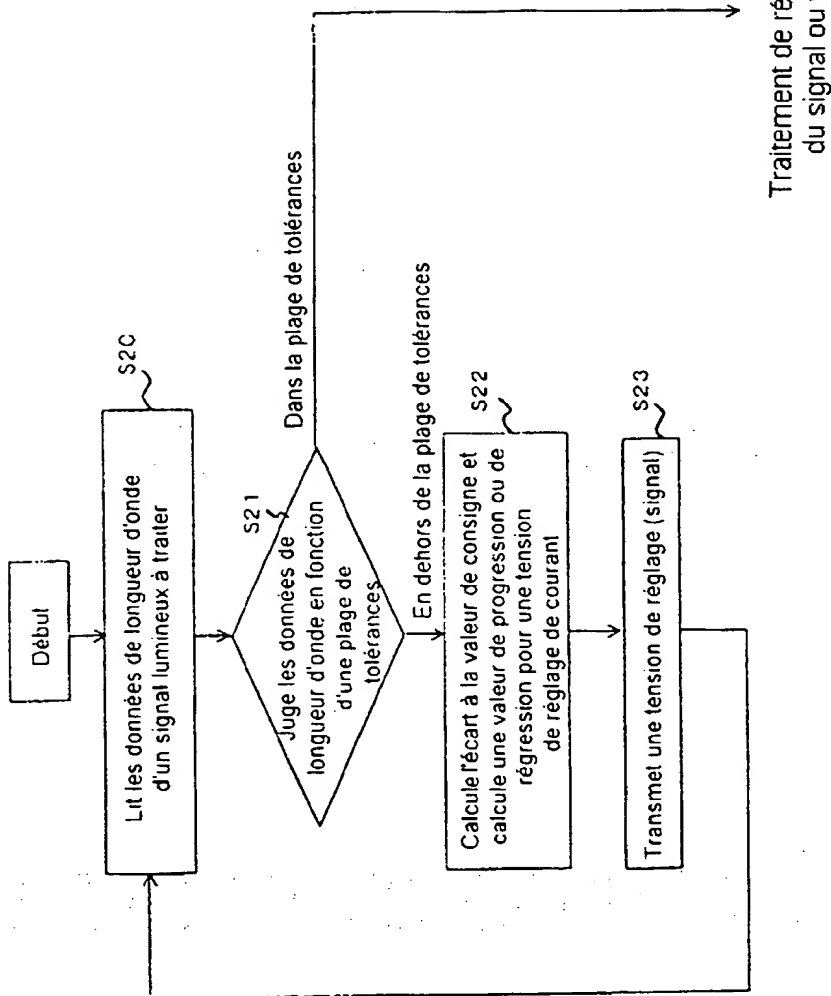 Début
S20
Lit les données de longueur d'onde
d'un signal lumineux à traiter
S21
Juge les données de
longueur d'onde en fonction
d'une plage de
tolérances
Dans la plage de tolérances
En dehors de la plage de tolérances
S22
Calcule l'écart à la valeur de consigne et
calcule une valeur de progression ou de
régression pour une tension
de réglage de courant
S23
Transmet une tension de réglage (signal)
Traitement de
du signal ou